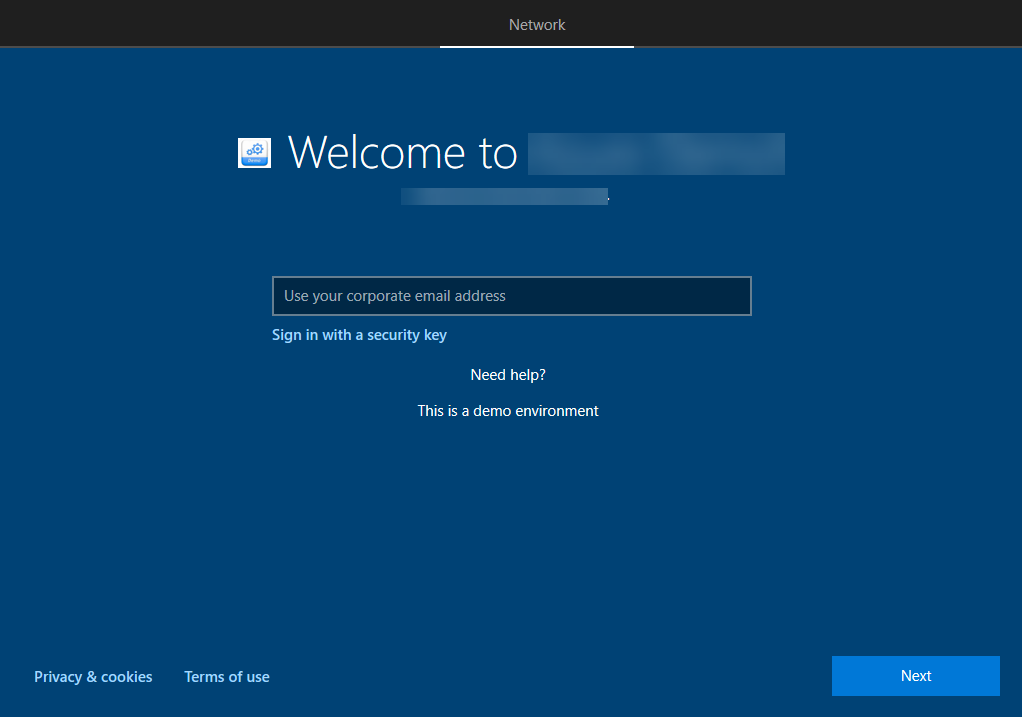 Network
Welcome to
Use your corporate email address
Sign in with a security key
Need help?
This is a demo environment
Privacy & cookies
Terms of use
Next